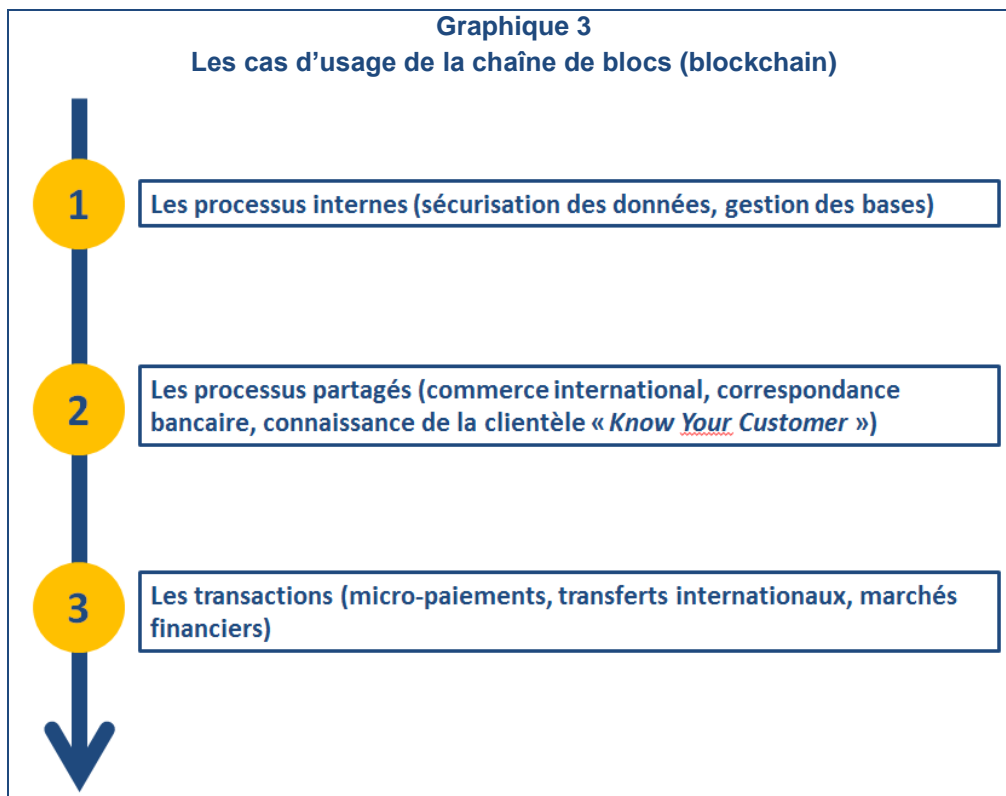 Graphique 3
Les cas d’usage de la chaîne de blocs (blockchain)
1
Les processus internes (sécurisation des données, gestion des bases)
2
Les processus partagés (commerce international, correspondance
bancaire, connaissance de la clientèle « Know Your Customer »)
3
Les transactions (micro-paiements, transferts internationaux, marchés
financiers)